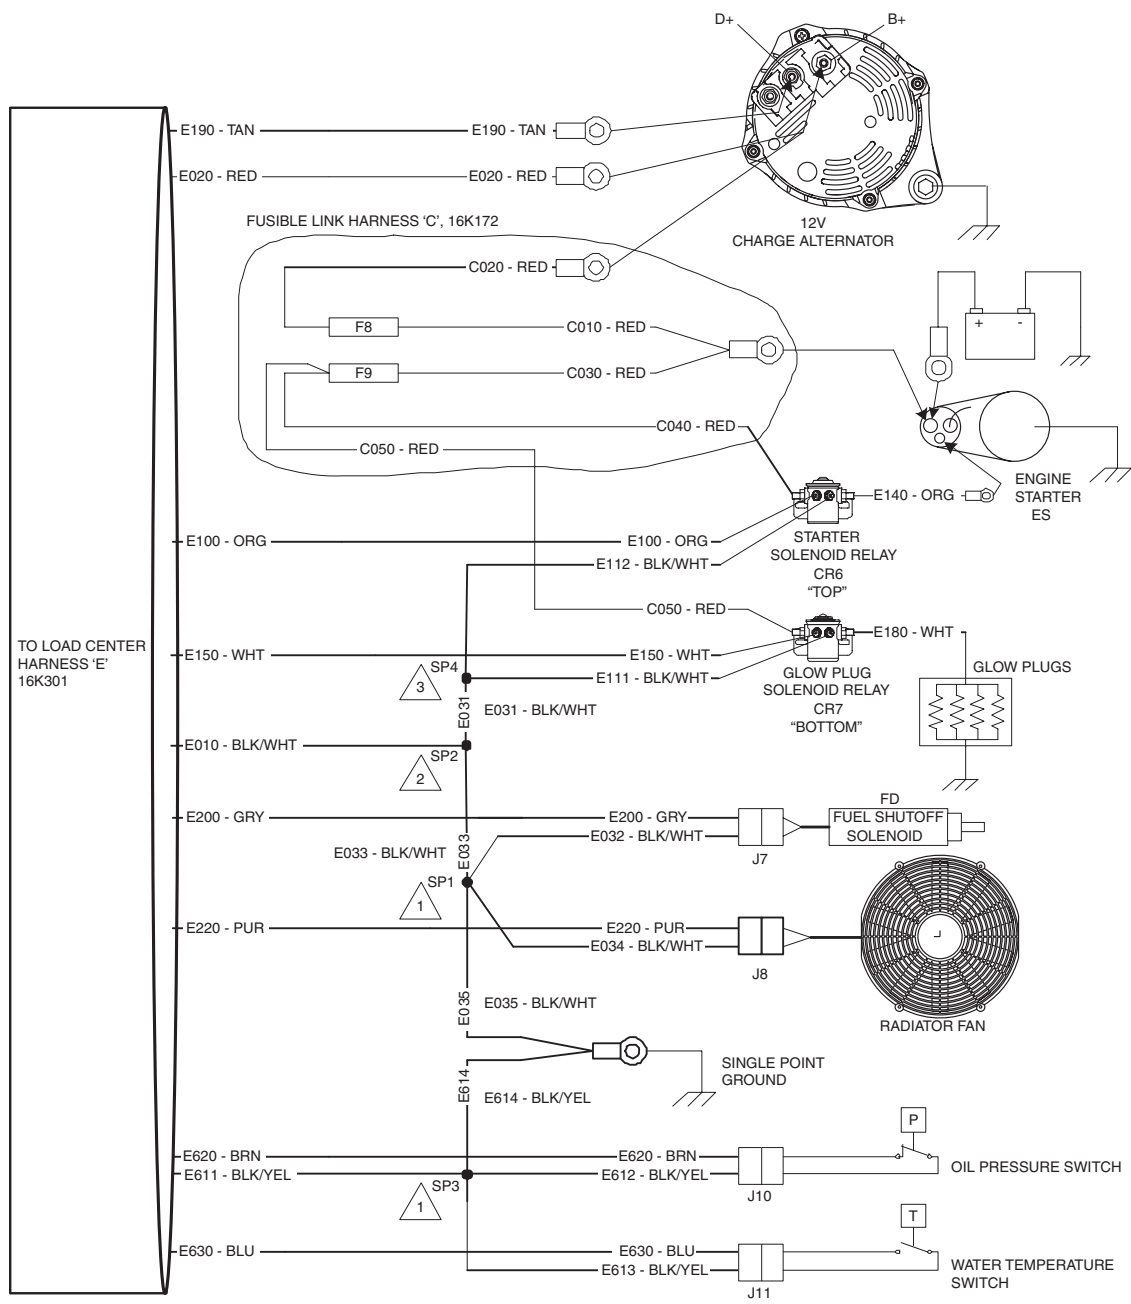 D+
B+
E190 - TAN
E190 - TAN
E020 - RED
E020 - RED
12V
CHARGE ALTERNATOR
FUSIBLE LINK HARNESS ‘C’, 16K172
C020 - RED
F8
C010 - RED
+
-
F9
C030 - RED
C040 - RED
C050 - RED
ENGINE
STARTER
ES
E140 - ORG
E100 - ORG
E100 - ORG
STARTER
SOLENOID RELAY
CR6
“TOP”
E112 - BLK/WHT
C050 - RED
E180 - WHT
TO LOAD CENTER
HARNESS ‘E’
16K301
E150 - WHT
E150 - WHT
GLOW PLUGS
SP4
3
E111 - BLK/WHT
GLOW PLUG
SOLENOID RELAY
CR7
“BOTTOM”
E031
E031 - BLK/WHT
E010 - BLK/WHT
SP2
2
FD
FUEL SHUTOFF
SOLENOID
E200 - GRY
E200 - GRY
E032 - BLK/WHT
J7
E033 - BLK/WHT
E033
SP1
1
E220 - PUR
E220 - PUR
E034 - BLK/WHT
J8
RADIATOR FAN
E035
E035 - BLK/WHT
SINGLE POINT
GROUND
E614
E614 - BLK/YEL
P
E620 - BRN
E620 - BRN
E611 - BLK/YEL
E612 - BLK/YEL
OIL PRESSURE SWITCH
SP3
1
J10
T
E630 - BLU
E630 - BLU
E613 - BLK/YEL
WATER TEMPERATURE
SWITCH
J11